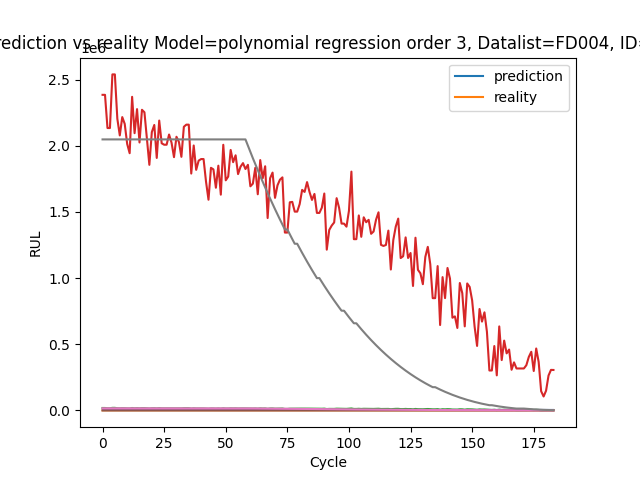 rediction vs reality Model=polynomial regression order 3, Datalist=FD004, ID=
1e6
prediction
reality
2.5
2.0
1.5
1.0
0.5
0.0
RUL
0 25 50 75 100 125 150 175
Cycle